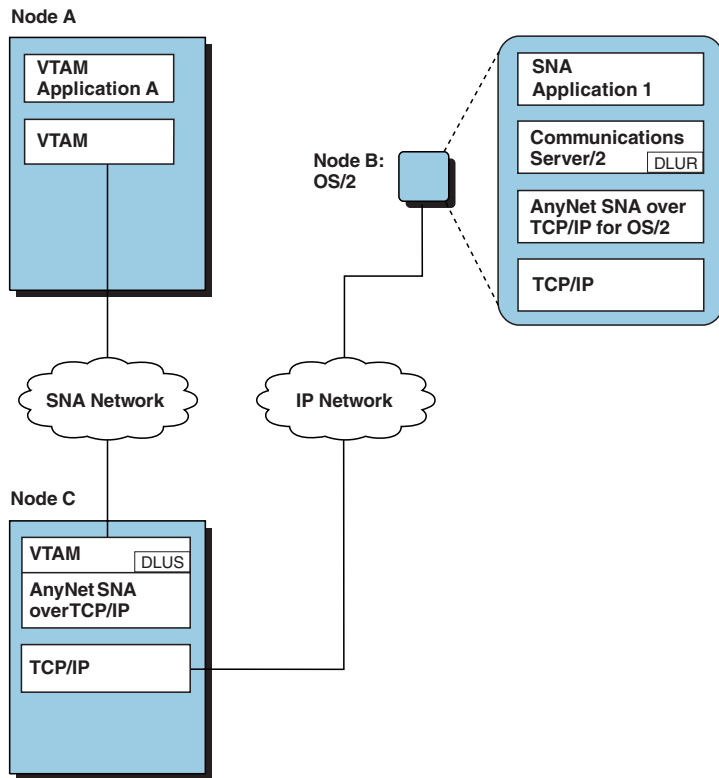 Node A
VTAM
Application A
VTAM
SNA Network
Node B:
OS/2
SNA
Application 1
Communications
Server/2
DLUR
AnyNet SNA over
TCP/IP for OS/2
TCP/IP
IP Network
Node C
VTAM
DLUS
AnyNet SNA
overTCP/IP
TCP/IP